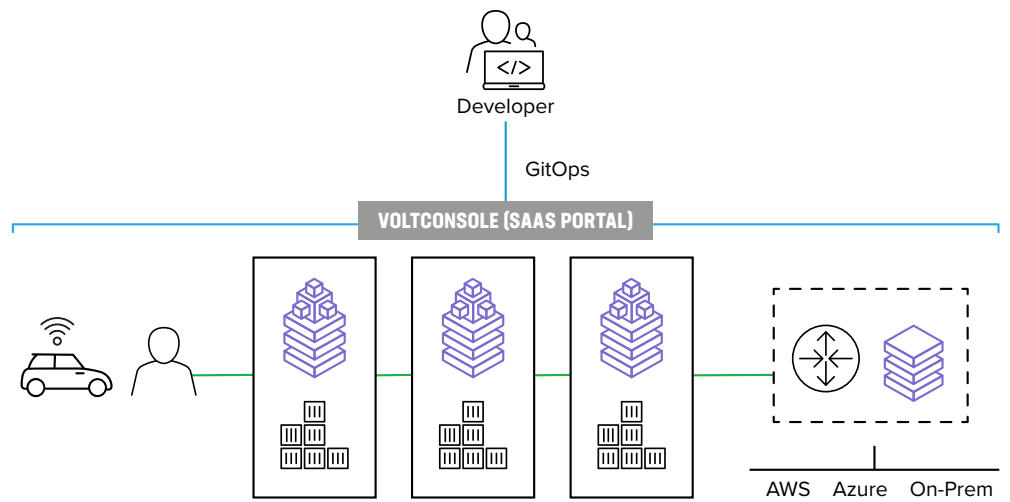 </>
Developer
GitOps
VOLTCONSOLE (SAAS PORTAL)
AWS Azure On-Prem